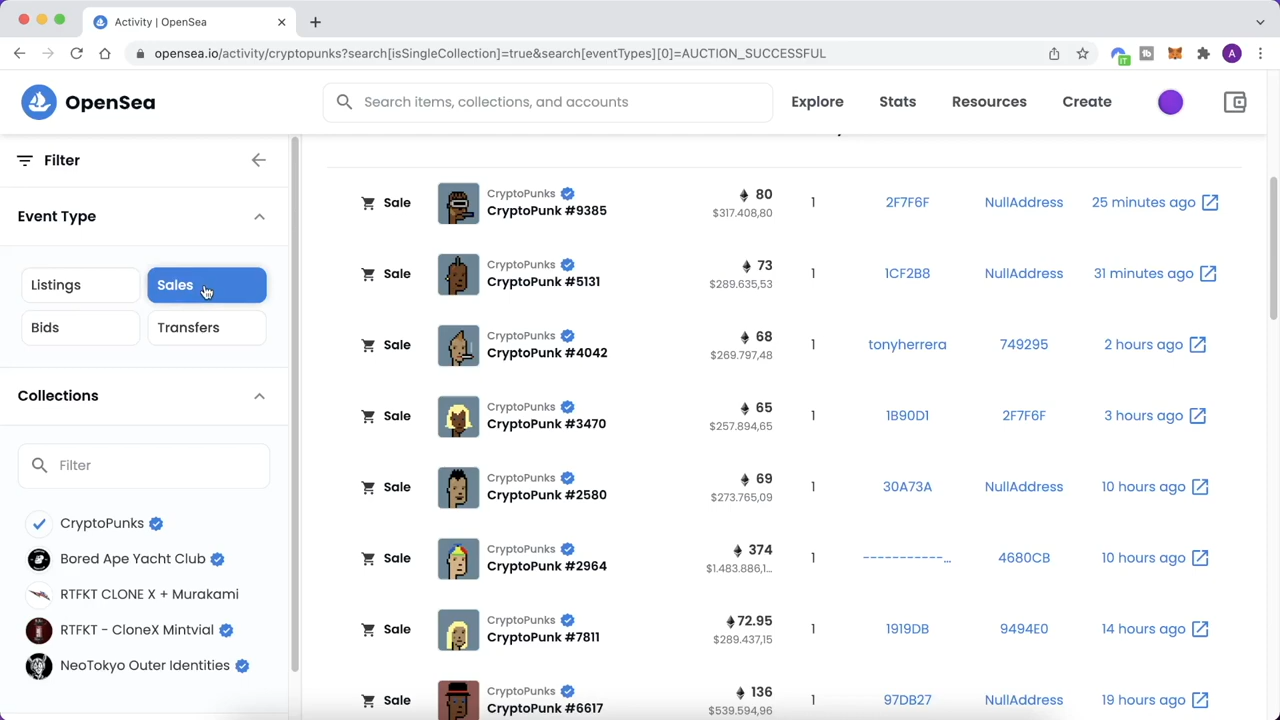 Activity | OpenSea
opensea.io/activity/cryptopunks?search[isSingleCollection]=true&search[eventTypes][0]=AUCTION_SUCCESSFUL
IT
A
OpenSea
Search items, collections, and accounts
Explore
Stats
Resources
Create
Filter
Event Type
Listings
Sales
Bids
Transfers
Collections
Filter
CryptoPunks
Bored Ape Yacht Club
RTFKT CLONE X + Murakami
RTFKT - CloneX Mintvial
NeoTokyo Outer Identities
Sale CryptoPunks 80
CryptoPunk #9385 $317.408,80 1 2F7F6F NullAddress 25 minutes ago
Sale CryptoPunks 73
CryptoPunk #5131 $289.635,53 1 1CF2B8 NullAddress 31 minutes ago
Sale CryptoPunks 68
CryptoPunk #4042 $269.797,48 1 tonyherrera 749295 2 hours ago
Sale CryptoPunks 65
CryptoPunk #3470 $257.894,65 1 1B90D1 2F7F6F 3 hours ago
Sale CryptoPunks 69
CryptoPunk #2580 $273.765,09 1 30A73A NullAddress 10 hours ago
Sale CryptoPunks 374
CryptoPunk #2964 $1.483.886,1... 1 -----------... 4680CB 10 hours ago
Sale CryptoPunks 72.95
CryptoPunk #7811 $289.437,15 1 1919DB 9494E0 14 hours ago
Sale CryptoPunks 136
CryptoPunk #6617 $539.594,96 1 97DB27 NullAddress 19 hours ago